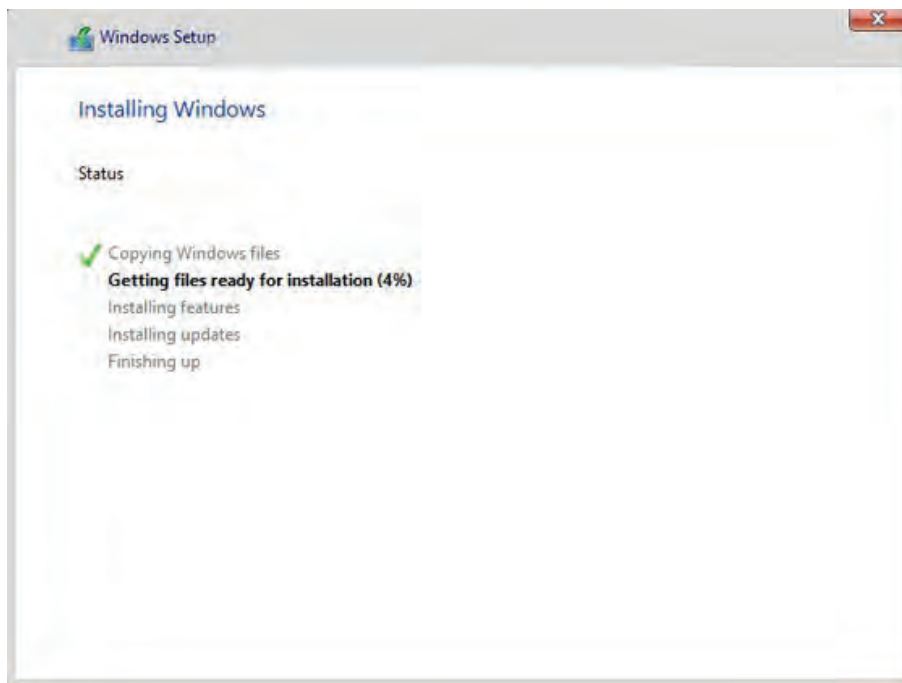 Windows Setup
Installing Windows
Status
Copying Windows files
Getting files ready for installation (4%)
Installing features
Installing updates
Finishing up